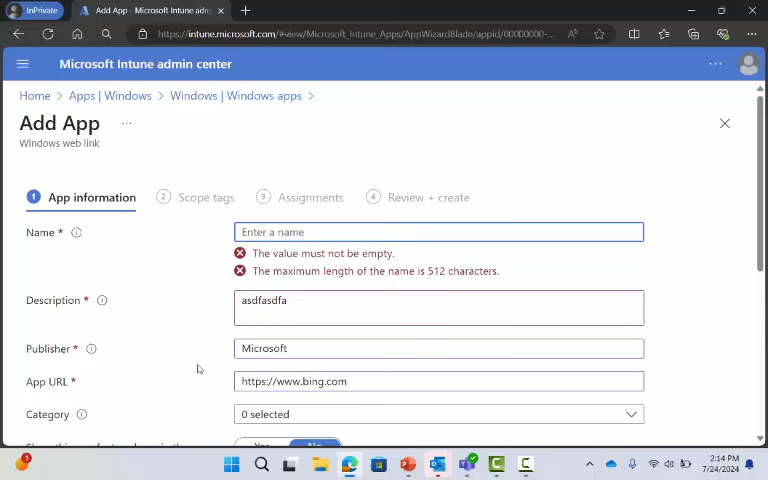 InPrivate
Add App - Microsoft Intune admi
https://intune.microsoft.com/#view/Microsoft_Intune_Apps/AppWizardBlade/appId/00000000-...
Microsoft Intune admin center
Home > Apps | Windows > Windows | Windows apps >
Add App ...
Windows web link
1 App information 2 Scope tags 3 Assignments 4 Review + create
Name * Enter a name
The value must not be empty.
The maximum length of the name is 512 characters.
Description * asdfasdfa
Publisher * Microsoft
App URL * https://www.bing.com
Category 0 selected
Yes No
1
2:14 PM
7/24/2024